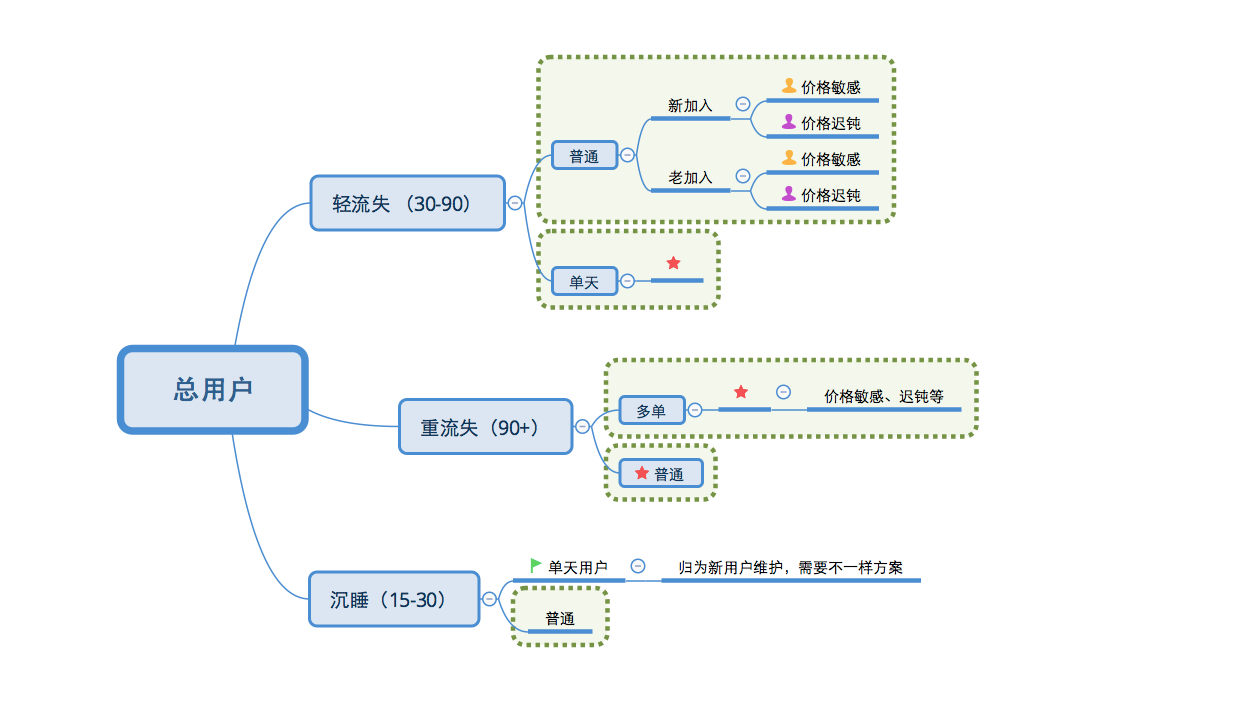 总用户
轻流失 （30-90）
普通
新加入
价格敏感
价格迟钝
老加入
价格敏感
价格迟钝
单天
重流失（90+）
多单
价格敏感、迟钝等
普通
沉睡（15-30）
单天用户
归为新用户维护，需要不一样方案
普通